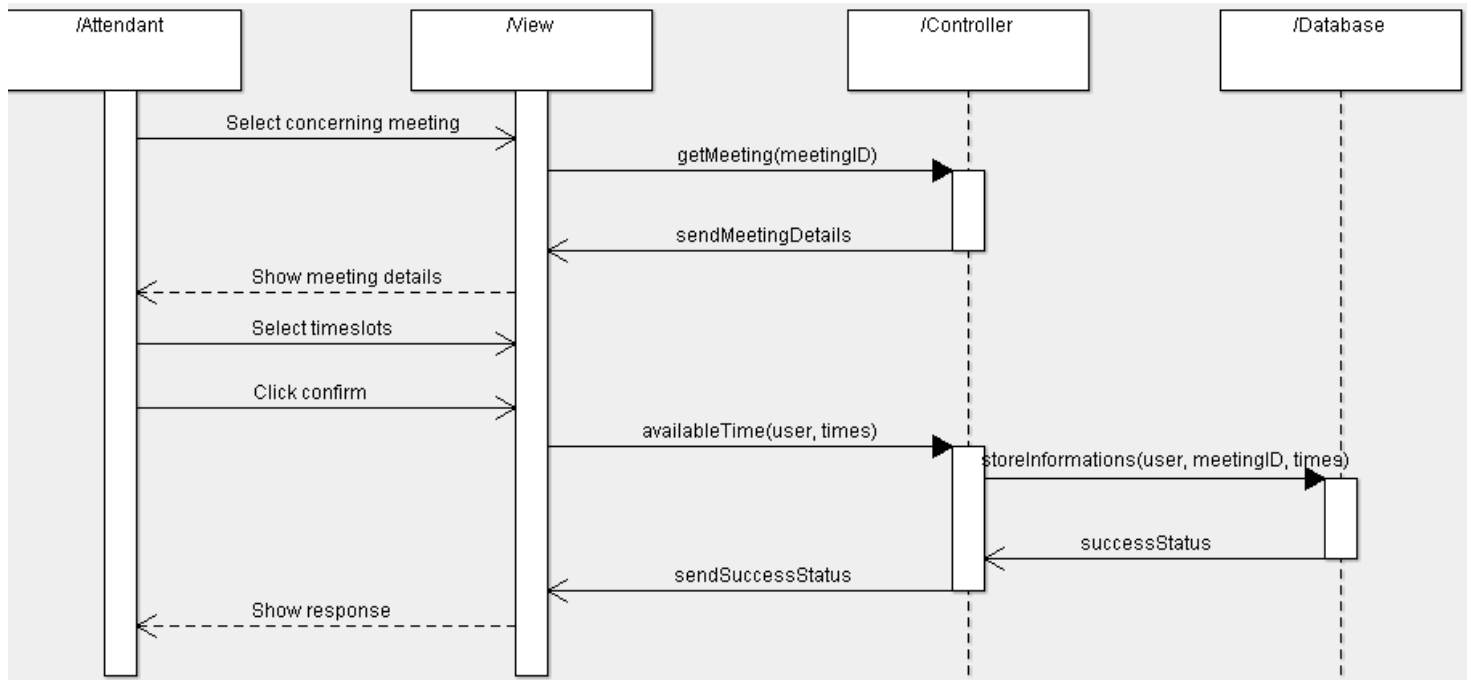 /Attendant
/View
/Controller
/Database
Select concerning meeting
getMeeting(meetingID)
sendMeetingDetails
Show meeting details
Select timeslots
Click confirm
availableTime(user, times)
storeInformations(user, meetingID, times)
successStatus
sendSuccessStatus
Show response